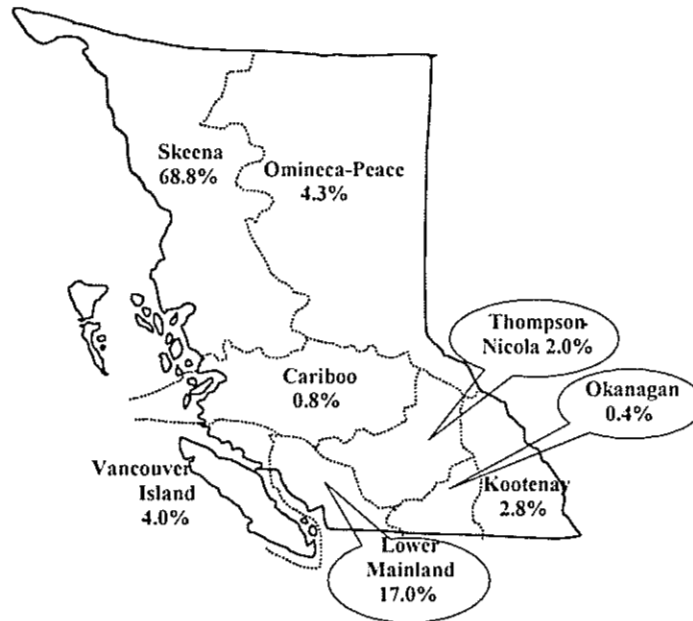 Skeena
68.8%
Omineca-Peace
4.3%
Thompson-
Nicola 2.0%
Cariboo
0.8%
Okanagan
0.4%
Vancouver
Island
4.0%
Kootenay
2.8%
Lower
Mainland
17.0%